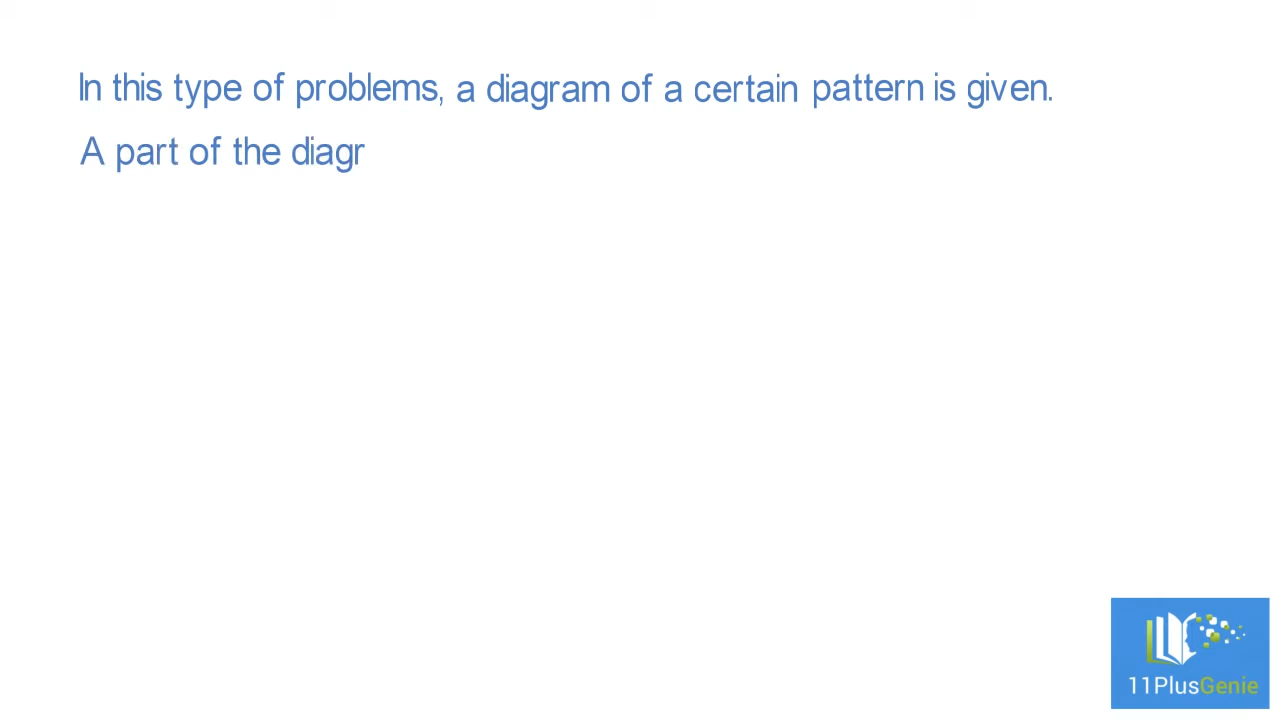 In this type of problems, a diagram of a certain pattern is given.
A part of the diagr
11PlusGenie